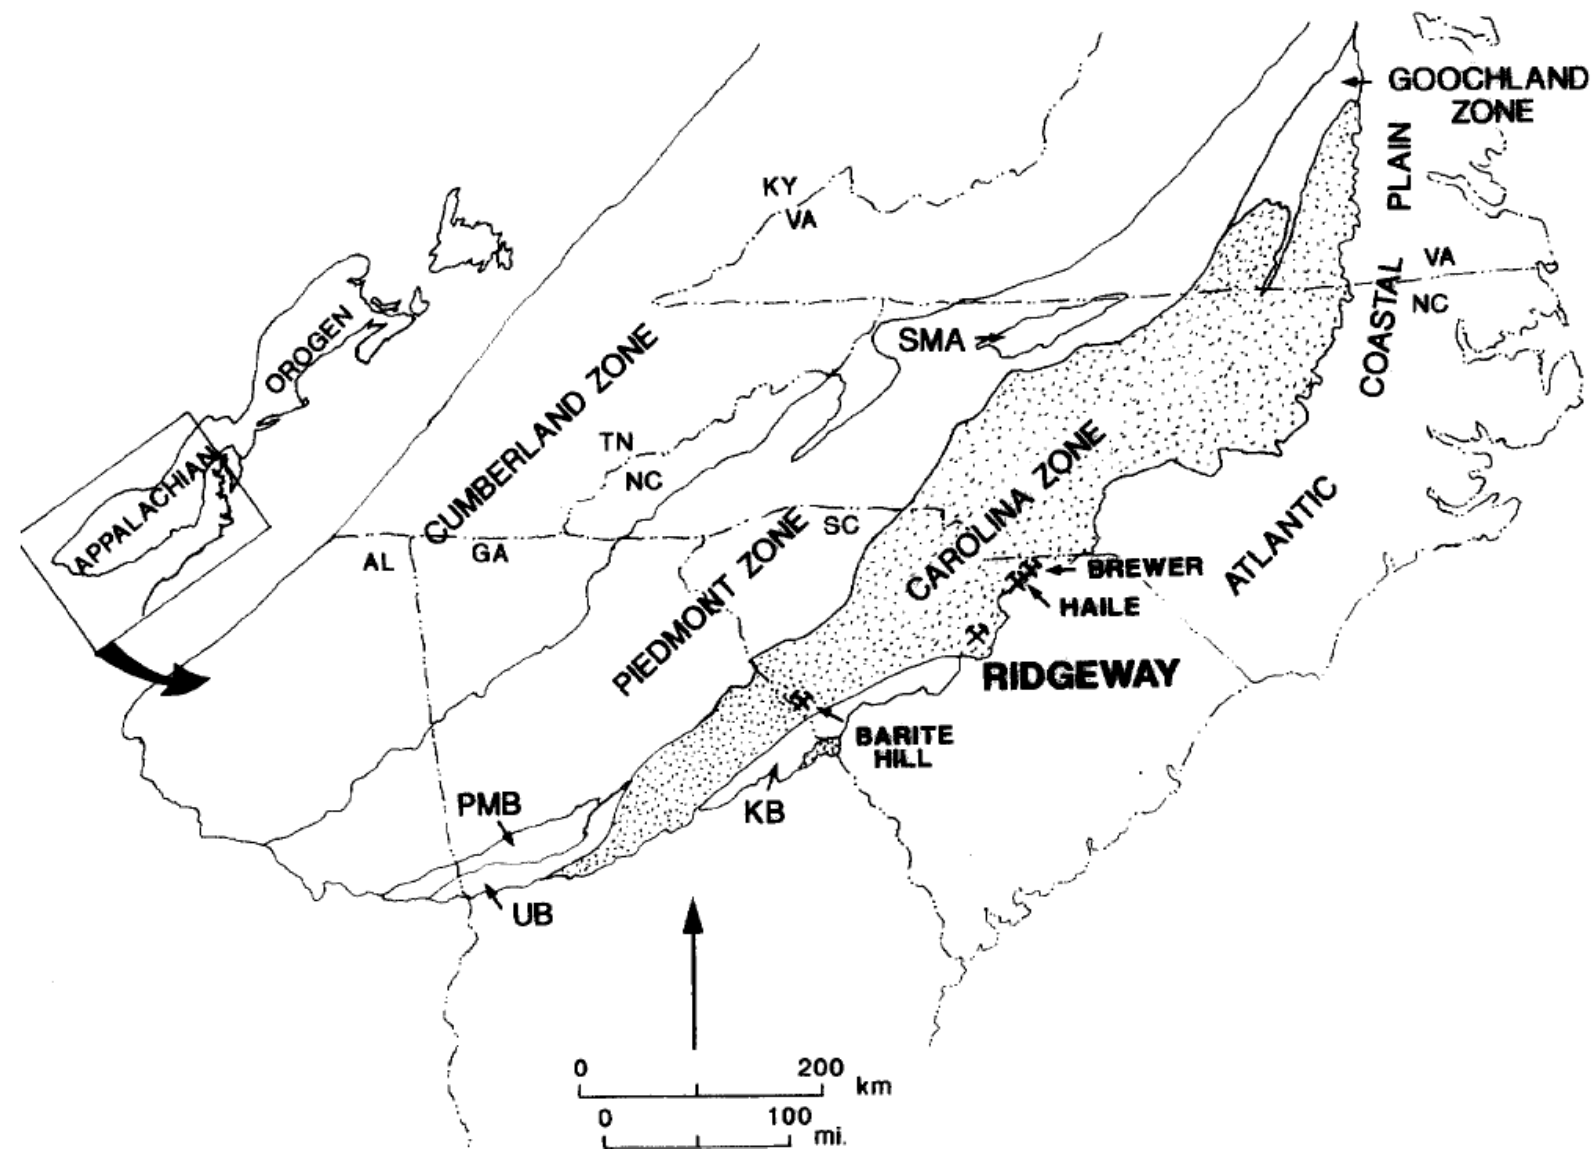 GOOCHLAND
ZONE
COASTAL PLAIN
KY
VA
VA
NC
OROGEN
APPALACHIAN
SMA
CUMBERLAND ZONE
TN
NC
SC
AL
GA
PIEDMONT ZONE
CAROLINA ZONE
ATLANTIC
BREWER
HAILE
RIDGEWAY
BARITE
HILL
PMB
KB
UB
0 200 km
0 100 mi.